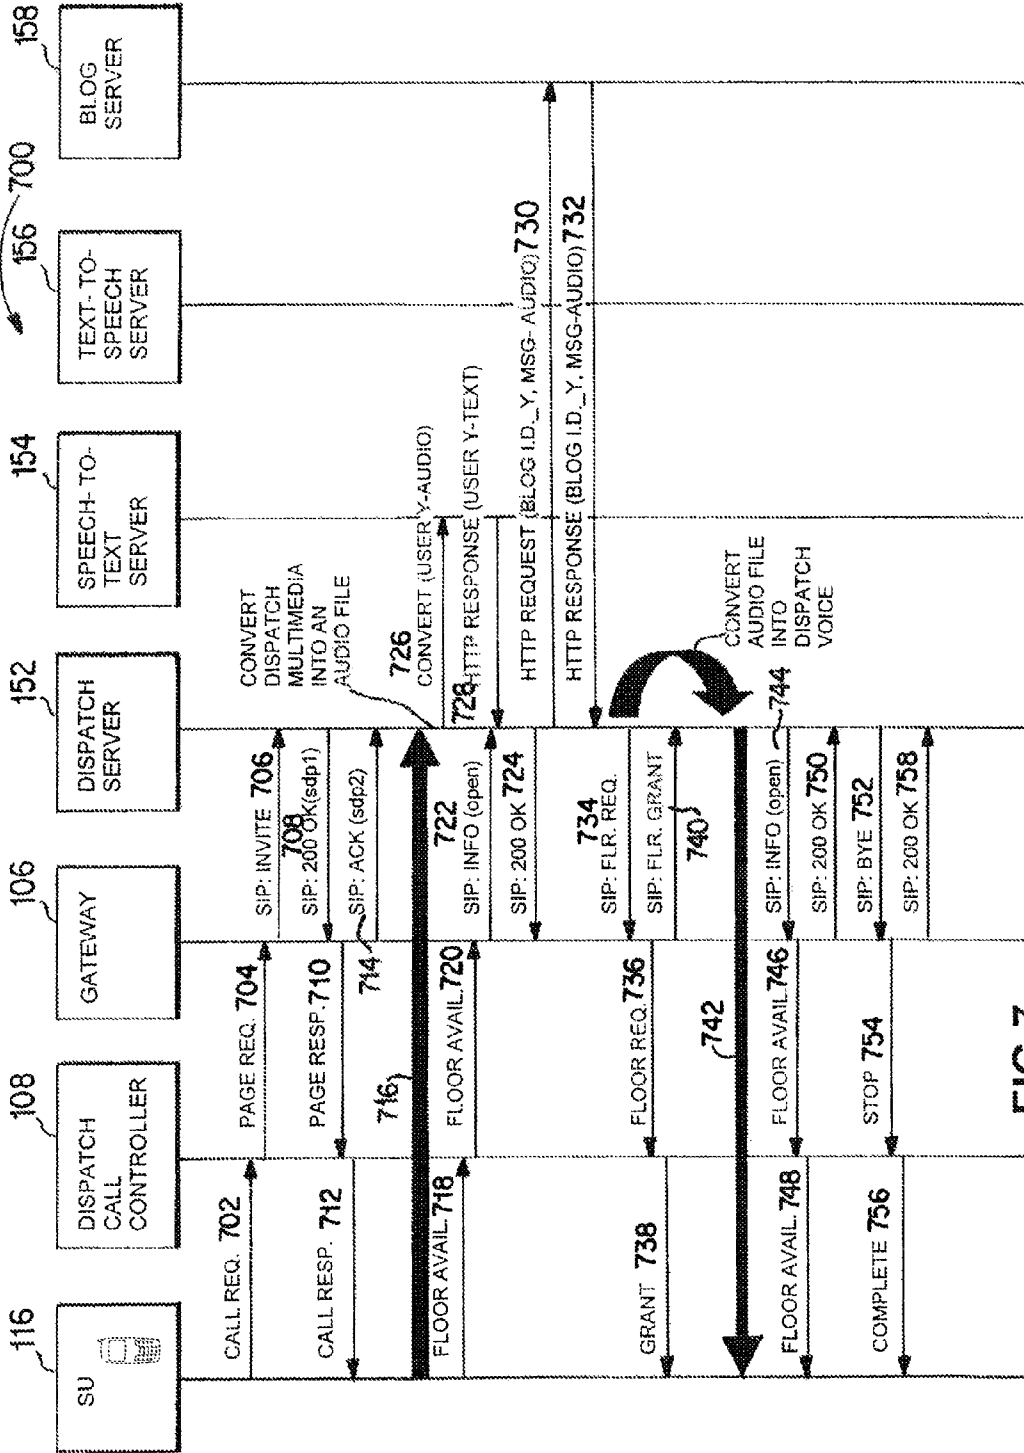 700
116
108
106
152
154
156
158
SU
DISPATCH
CALL
CONTROLLER
GATEWAY
DISPATCH
SERVER
SPEECH- TO-
TEXT
SERVER
TEXT- TO-
SPEECH
SERVER
BLOG
SERVER
CALL REQ. 702
PAGE REQ. 704
SIP: INVITE 706
708
SIP: 200 OK(sdp1)
PAGE RESP. 710
CALL RESP. 712
SIP: ACK (sdp2)
714
716
CONVERT
DISPATCH
MULTIMEDIA
INTO AN
AUDIO FILE
FLOOR AVAIL. 718
FLOOR AVAIL. 720
722
SIP: INFO (open)
SIP: 200 OK 724
726
CONVERT (USER Y-AUDIO)
728
HTTP RESPONSE (USER Y-TEXT)
HTTP REQUEST (BLOG I.D._Y, MSG- AUDIO) 730
HTTP RESPONSE (BLOG I.D._Y, MSG-AUDIO) 732
734
SIP: FLR. REQ.
FLOOR REQ. 736
GRANT 738
SIP: FLR. GRANT
740
CONVERT
AUDIO FILE
INTO
DISPATCH
VOICE
742
744
SIP: INFO (open)
FLOOR AVAIL. 746
FLOOR AVAIL. 748
SIP: 200 OK 750
SIP: BYE 752
STOP 754
COMPLETE 756
SIP: 200 OK 758